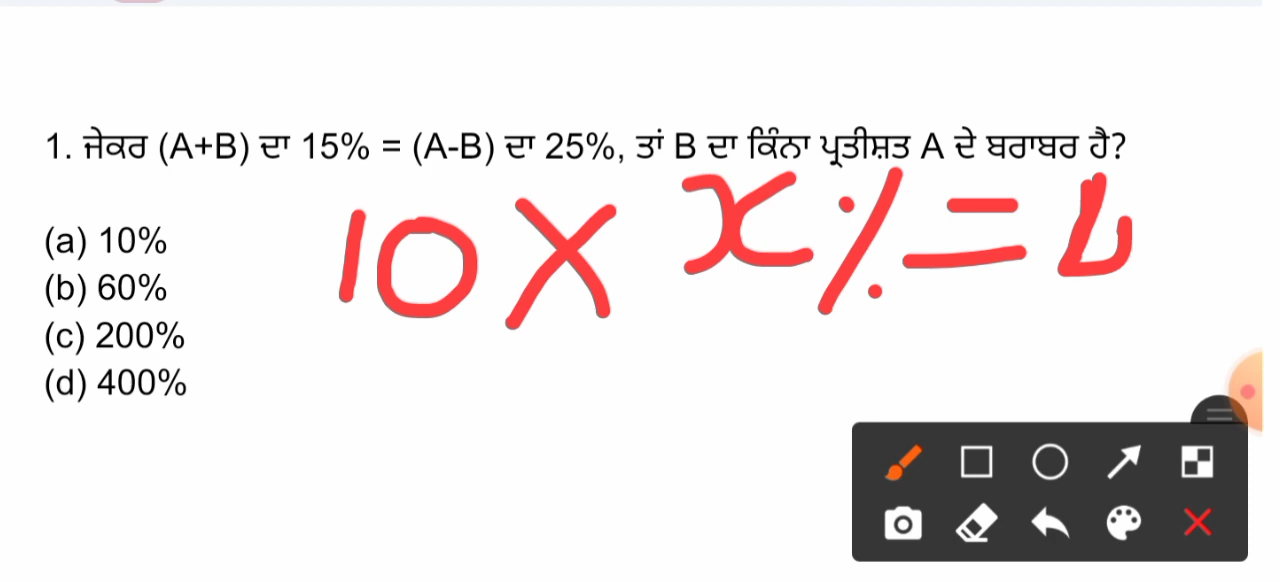 1. ਜੇਕਰ (A+B) ਦਾ 15% = (A-B) ਦਾ 25%, ਤਾਂ B ਦਾ ਕਿੰਨਾ ਪ੍ਰਤੀਸ਼ਤ A ਦੇ ਬਰਾਬਰ ਹੈ?
10 X x % = 6
(a) 10%
(b) 60%
(c) 200%
(d) 400%